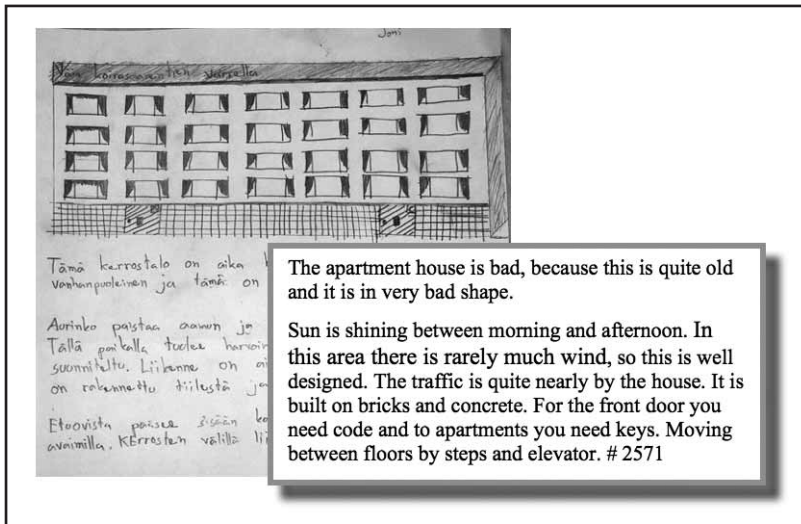 Joni
Tämä kerrostalo on aika
vanhanpuoleinen ja tämä on
Aurinko paistaa aamun ja
Tällä paikalla tuulee harvoin
suunniteltu. Liikenne on
on rakennettu tiilestä ja
Etuovista pääsee sisään
avaimilla. KErrosten välillä
The apartment house is bad, because this is quite old
and it is in very bad shape.
Sun is shining between morning and afternoon. In
this area there is rarely much wind, so this is well
designed. The traffic is quite nearly by the house. It is
built on bricks and concrete. For the front door you
need code and to apartments you need keys. Moving
between floors by steps and elevator. # 2571